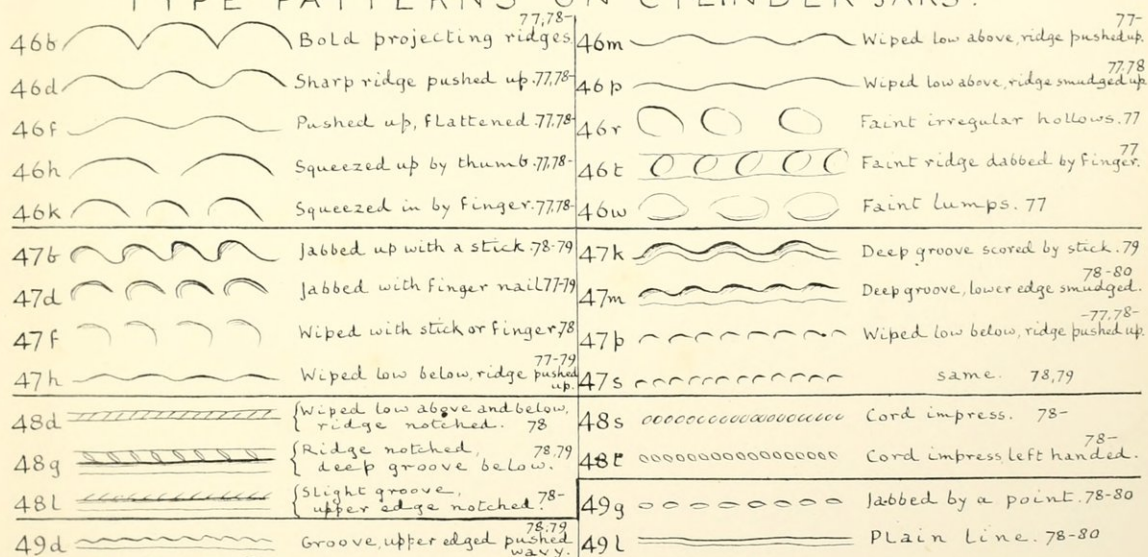 TYPE PATTERNS ON CYLINDER JARS.
46b Bold projecting ridges. 77,78-
46d Sharp ridge pushed up. 77,78-
46f Pushed up, flattened. 77,78-
46h Squeezed up by thumb. 77,78-
46k Squeezed in by finger. 77,78-
47b Jabbed up with a stick. 78-79
47d Jabbed with finger nail 77-79
47f Wiped with stick or finger, 78
47h Wiped low below, ridge pushed 77-79
up.
48d {Wiped low above and below,
ridge notched. 78
48g {Ridge notched, 78,79
deep groove below.
48l {Slight groove, 78-
upper edge notched.
49d Groove, upper edged pushed 78,79
wavy.
46m Wiped low above, ridge pushed up. 77-
46p Wiped low above, ridge smudged up. 77,78
46r Faint irregular hollows. 77
46t Faint ridge dabbed by finger. 77
46w Faint lumps. 77
47k Deep groove scored by stick. 79
47m Deep groove, lower edge smudged. 78-80
47p Wiped low below, ridge pushed up. -77,78-
47s same. 78,79
48s Cord impress. 78-
48t Cord impress left handed. 78-
49g Jabbed by a point. 78-80
49l Plain line. 78-80